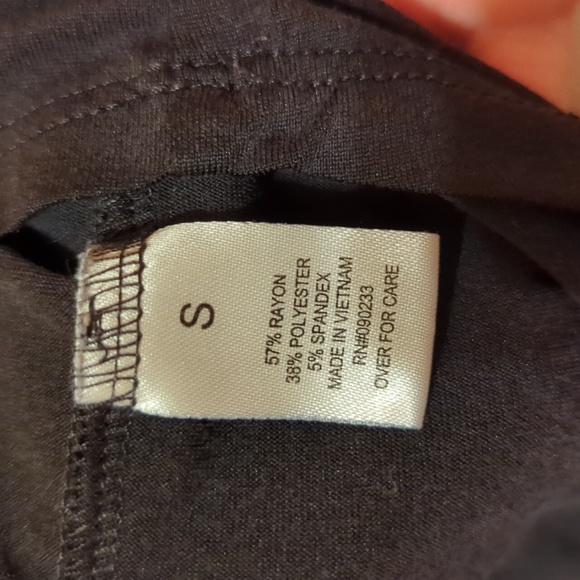 S
57% RAYON
38% POLYESTER
5% SPANDEX
MADE IN VIETNAM
RN#090233
OVER FOR CARE